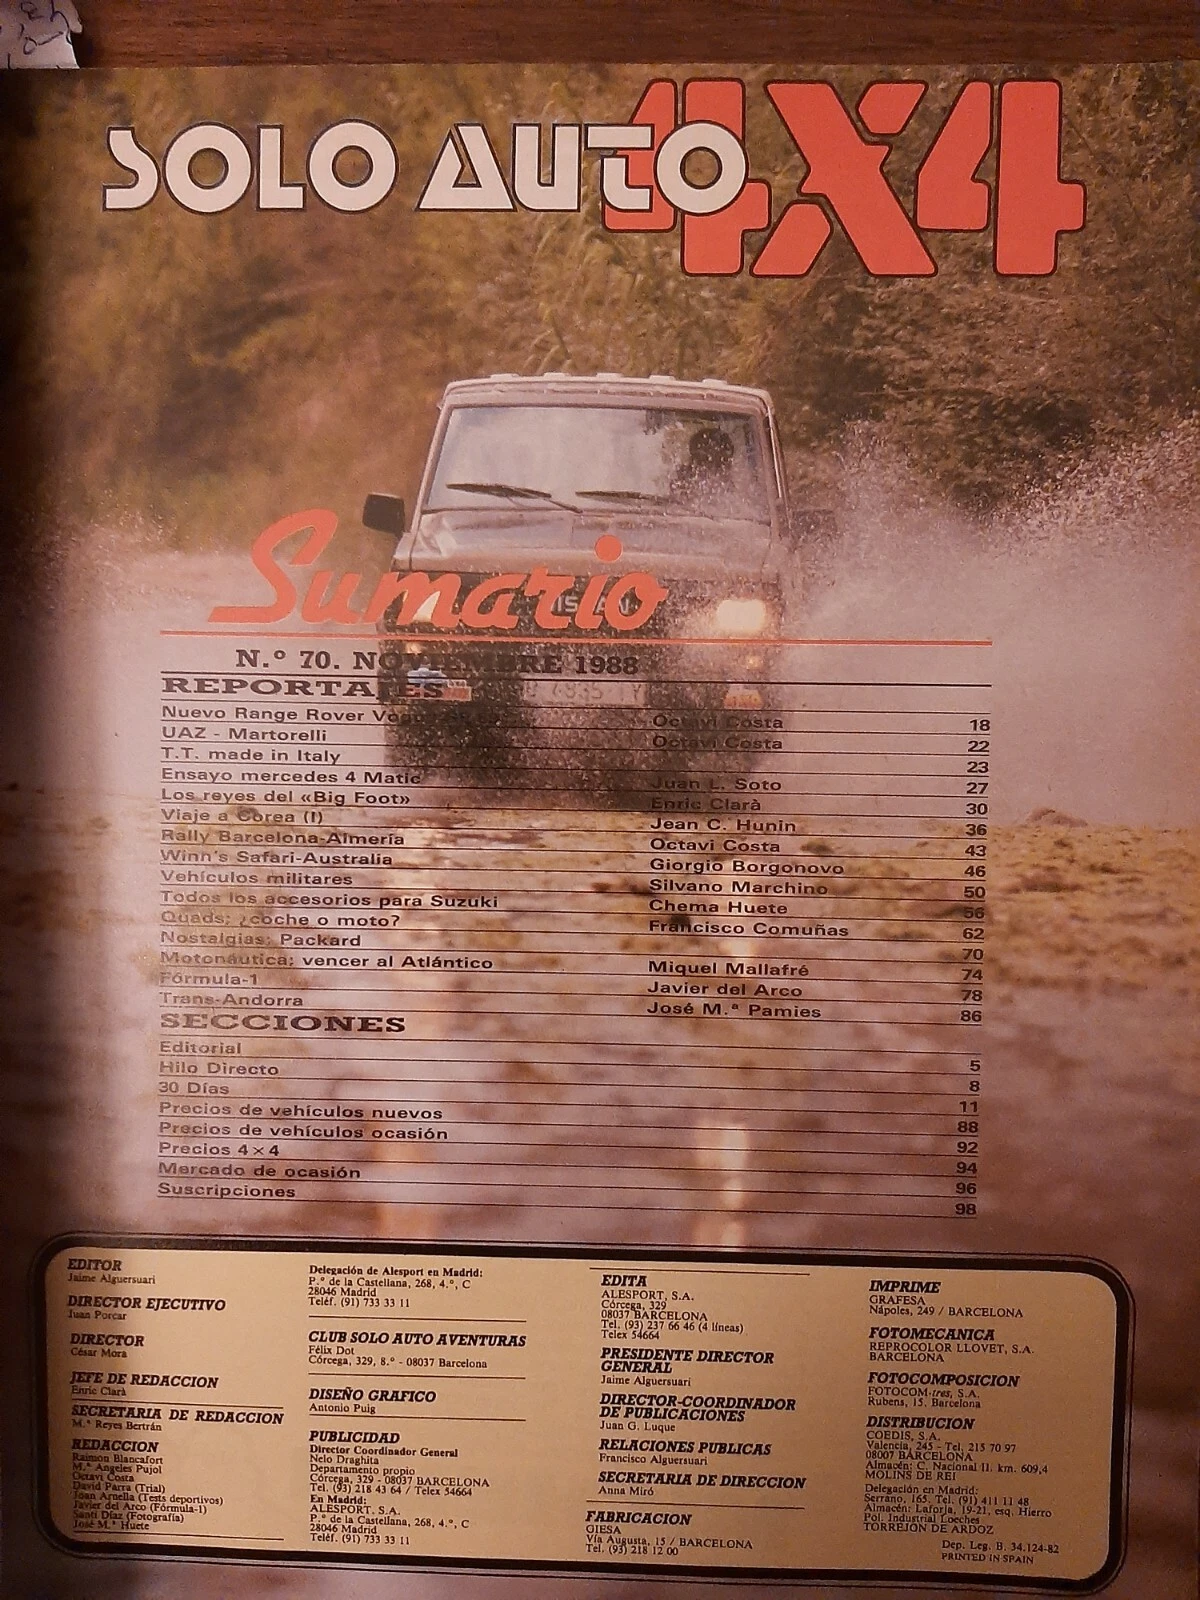 SOLO AUTO 4X4
Sumario
N.º 70. NOVIEMBRE 1988
REPORTAJES
Nuevo Range Rover Octavi Costa 18
UAZ - Martorelli Octavi Costa 22
T.T. made in Italy 23
Ensayo mercedes 4 Matic Juan L. Soto 27
Los reyes del «Big Foot» Enric Clarà 30
Viaje a Corea (I) Jean C. Hunin 36
Rally Barcelona-Almería Octavi Costa 43
Winn's Safari-Australia Giorgio Borgonovo 46
Vehículos militares Silvano Marchino 50
Todos los accesorios para Suzuki Chema Huete 56
Quads: ¿coche o moto? Francisco Comuñas 62
Nostalgias: Packard 70
Motonáutica: vencer al Atlántico Miquel Mallafré 74
Fórmula-1 Javier del Arco 78
Trans-Andorra José M.ª Pamies 86
SECCIONES
Editorial 5
Hilo Directo 8
30 Días 11
Precios de vehículos nuevos 88
Precios de vehículos ocasión 92
Precios 4×4 94
Mercado de ocasión 96
Suscripciones 98
EDITOR
Jaime Alguersuari
DIRECTOR EJECUTIVO
Juan Porcar
DIRECTOR
César Mora
JEFE DE REDACCION
Enric Clarà
SECRETARIA DE REDACCION
M.ª Reyes Bertrán
REDACCION
Raimon Blancafort
M.ª Angeles Pujol
Octavi Costa
David Parra (Trial)
Joan Arnella (Tests deportivos)
Javier del Arco (Fórmula-1)
Santi Díaz (Fotografía)
José M.ª Huete
Delegación de Alesport en Madrid:
P.º de la Castellana, 268, 4.º, C
28046 Madrid
Teléf. (91) 733 33 11
CLUB SOLO AUTO AVENTURAS
Félix Dot
Córcega, 329, 8.º - 08037 Barcelona
DISEÑO GRAFICO
Antonio Puig
PUBLICIDAD
Director Coordinador General
Nelo Draghita
Departamento propio
Córcega, 329 - 08037 BARCELONA
Tel. (93) 218 43 64 / Telex 54664
En Madrid:
ALESPORT, S.A.
P.º de la Castellana, 268, 4.º, C
28046 Madrid
Teléf. (91) 733 33 11
EDITA
ALESPORT, S.A.
Córcega, 329
08037 BARCELONA
Tel. (93) 237 66 46 (4 líneas)
Telex 54664
PRESIDENTE DIRECTOR
GENERAL
Jaime Alguersuari
DIRECTOR-COORDINADOR
DE PUBLICACIONES
Juan G. Luque
RELACIONES PUBLICAS
Francisco Alguersuari
SECRETARIA DE DIRECCION
Anna Miró
FABRICACION
GIESA
Vía Augusta, 15 / BARCELONA
Tel. (93) 218 12 00
IMPRIME
GRAFESA
Nápoles, 249 / BARCELONA
FOTOMECANICA
REPROCOLOR LLOVET, S.A.
BARCELONA
FOTOCOMPOSICION
FOTOCOM-tres, S.A.
Rubens, 15. Barcelona
DISTRIBUCION
COEDIS, S.A.
Valencia, 245 - Tel. 215 70 97
08007 BARCELONA
Almacén: C. Nacional II. km. 609,4
MOLINS DE REI
Delegación en Madrid:
Serrano, 165. Tel. (91) 411 11 48
Almacén: Laforja, 19-21, esq. Hierro
Pol. Industrial Loeches
TORREJON DE ARDOZ
Dep. Leg. B. 34.124-82
PRINTED IN SPAIN